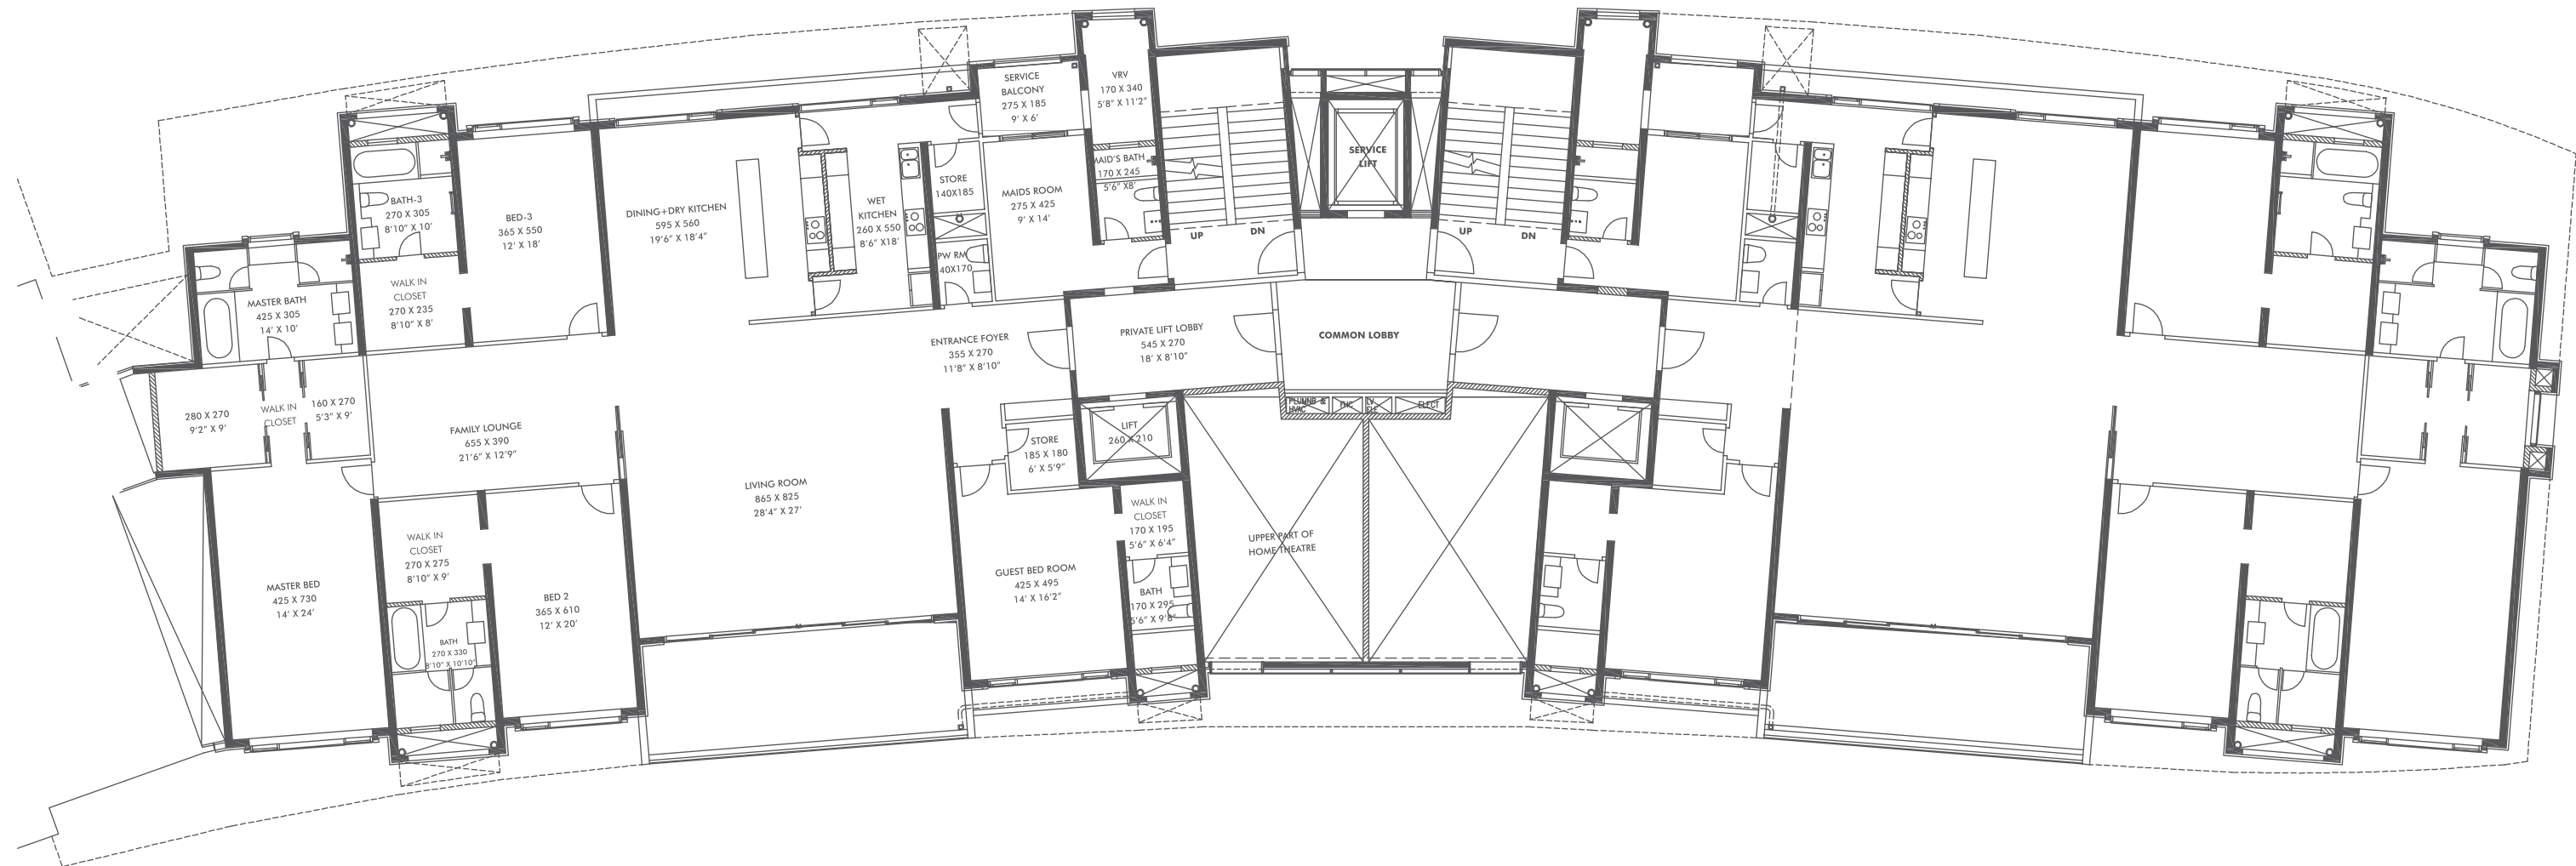 SERVICE
BALCONY
275 X 185
9' X 6'
VRV
170 X 340
5'8" X 11'2"
MAID'S BATH
170 X 245
5'6" X8'
STORE
140X185
MAIDS ROOM
275 X 425
9' X 14'
SERVICE
LIFT
BATH-3
270 X 305
8'10" X 10'
BED-3
365 X 550
12' X 18'
DINING+DRY KITCHEN
595 X 560
19'6" X 18'4"
WET
KITCHEN
260 X 550
8'6" X18'
PW RM
40X170
UP
DN
UP
DN
WALK IN
CLOSET
270 X 235
8'10" X 8'
MASTER BATH
425 X 305
14' X 10'
ENTRANCE FOYER
355 X 270
11'8" X 8'10"
PRIVATE LIFT LOBBY
545 X 270
18' X 8'10"
COMMON LOBBY
280 X 270
9'2" X 9'
WALK IN
CLOSET
160 X 270
5'3" X 9'
FAMILY LOUNGE
655 X 390
21'6" X 12'9"
STORE
185 X 180
6' X 5'9"
LIFT
260 X 210
PLUMNB &
HVAC
FHC
LV
ELE
ELECT
LIVING ROOM
865 X 825
28'4" X 27'
WALK IN
CLOSET
170 X 195
5'6" X 6'4"
UPPER PART OF
HOME THEATRE
WALK IN
CLOSET
270 X 275
8'10" X 9'
MASTER BED
425 X 730
14' X 24'
BED 2
365 X 610
12' X 20'
GUEST BED ROOM
425 X 495
14' X 16'2"
BATH
170 X 295
5'6" X 9'8"
BATH
270 X 330
8'10" X 10'10"